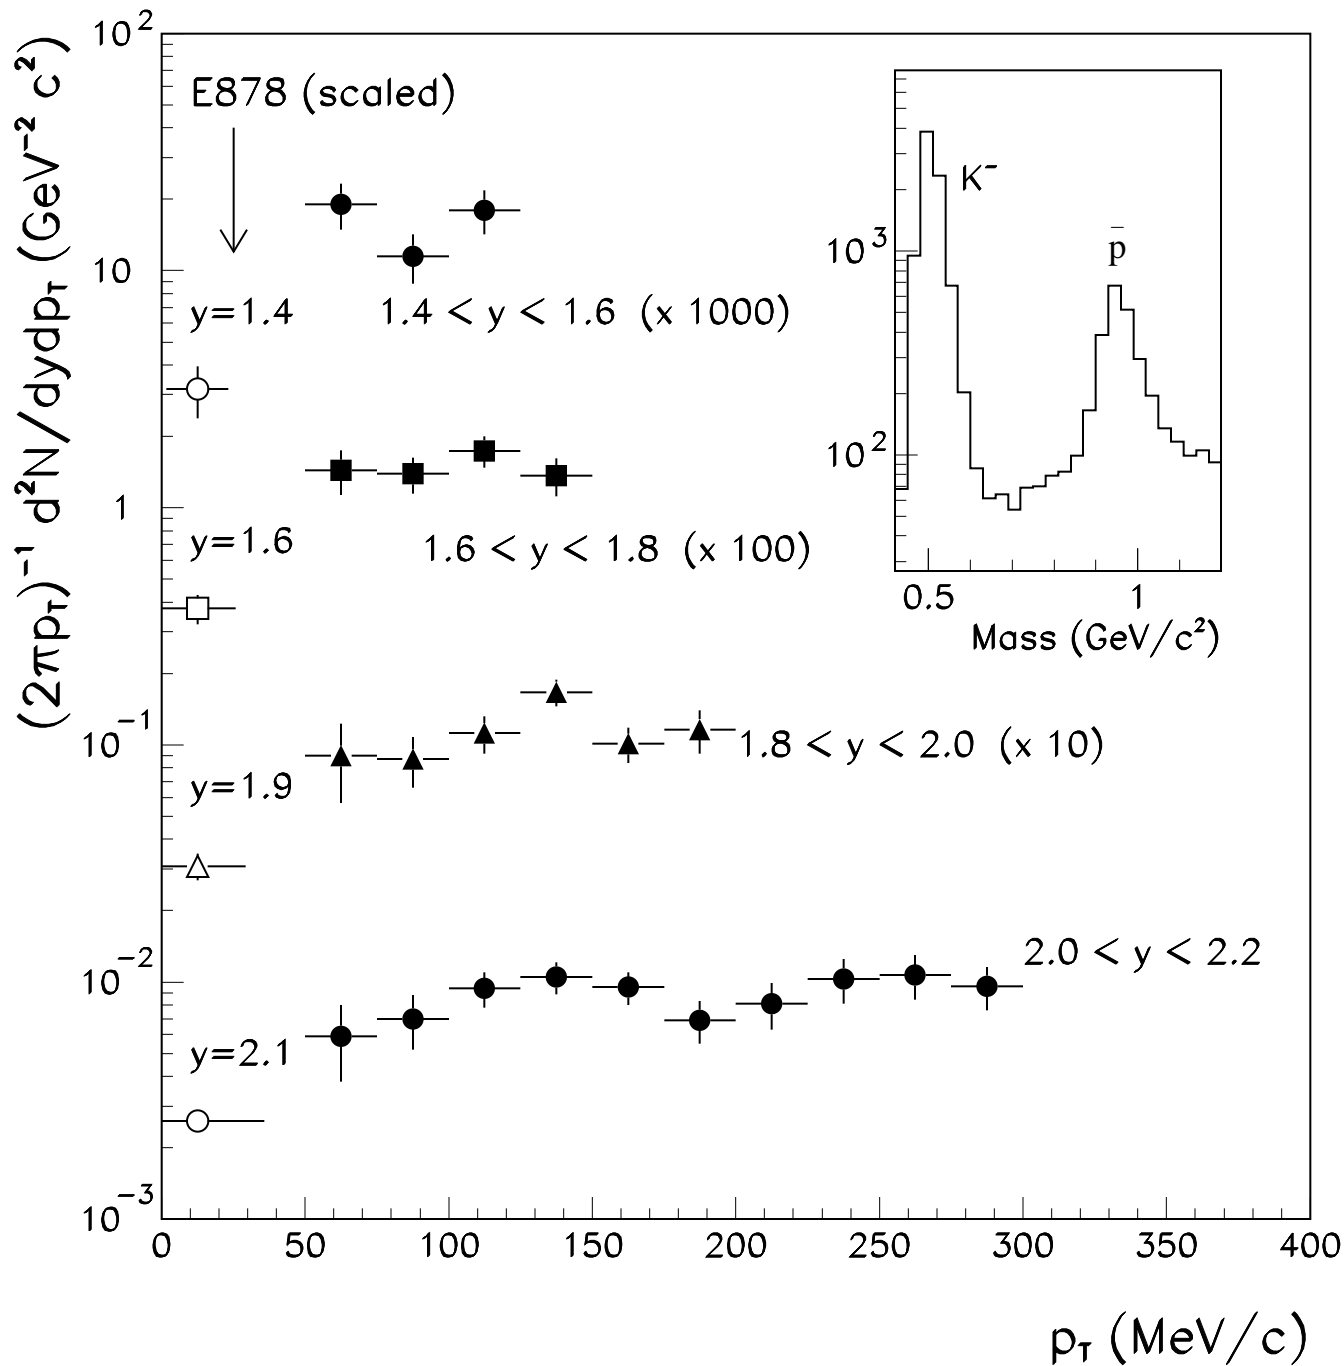 (2πp_T)⁻¹ d²N/dydp_T (GeV⁻² c²)
10²
10
1
10⁻¹
10⁻²
10⁻³
E878 (scaled)
y=1.4
1.4 < y < 1.6 (x 1000)
y=1.6
1.6 < y < 1.8 (x 100)
y=1.9
1.8 < y < 2.0 (x 10)
2.0 < y < 2.2
y=2.1
K⁻
p̄
10³
10²
0.5 1
Mass (GeV/c²)
0 50 100 150 200 250 300 350 400
p_T (MeV/c)